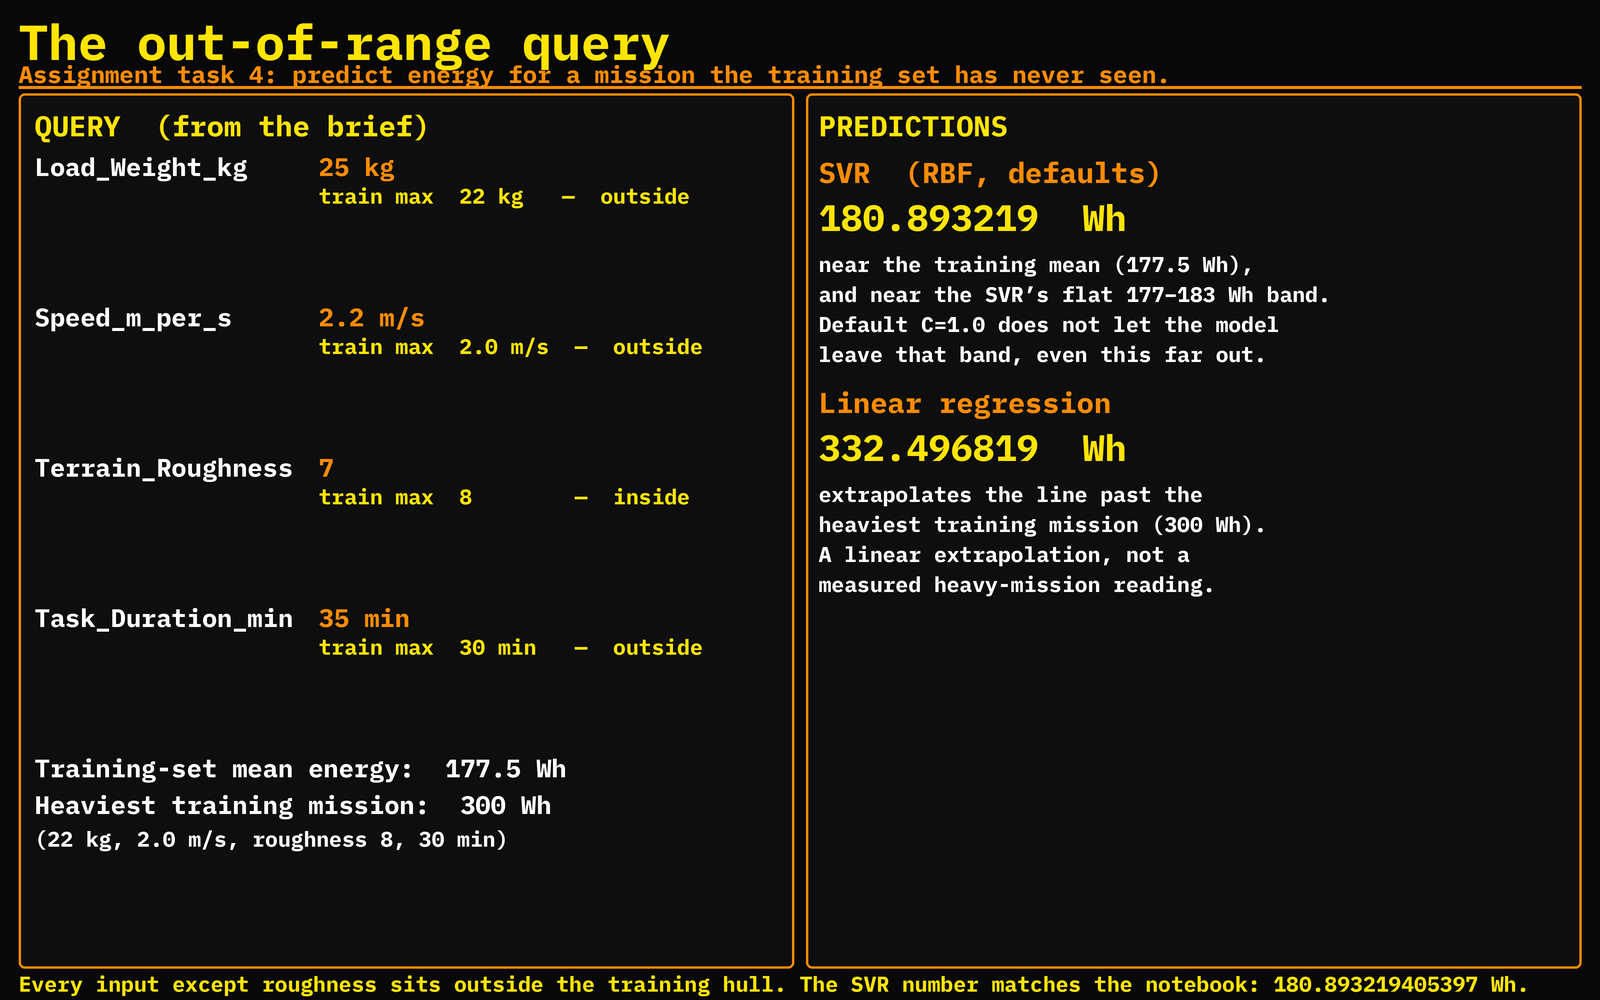 The out-of-range query
Assignment task 4: predict energy for a mission the training set has never seen.
QUERY (from the brief)
Load_Weight_kg 25 kg
train max 22 kg — outside
Speed_m_per_s 2.2 m/s
train max 2.0 m/s — outside
Terrain_Roughness 7
train max 8 — inside
Task_Duration_min 35 min
train max 30 min — outside
Training-set mean energy: 177.5 Wh
Heaviest training mission: 300 Wh
(22 kg, 2.0 m/s, roughness 8, 30 min)
PREDICTIONS
SVR (RBF, defaults)
180.893219 Wh
near the training mean (177.5 Wh),
and near the SVR’s flat 177–183 Wh band.
Default C=1.0 does not let the model
leave that band, even this far out.
Linear regression
332.496819 Wh
extrapolates the line past the
heaviest training mission (300 Wh).
A linear extrapolation, not a
measured heavy-mission reading.
Every input except roughness sits outside the training hull. The SVR number matches the notebook: 180.893219405397 Wh.